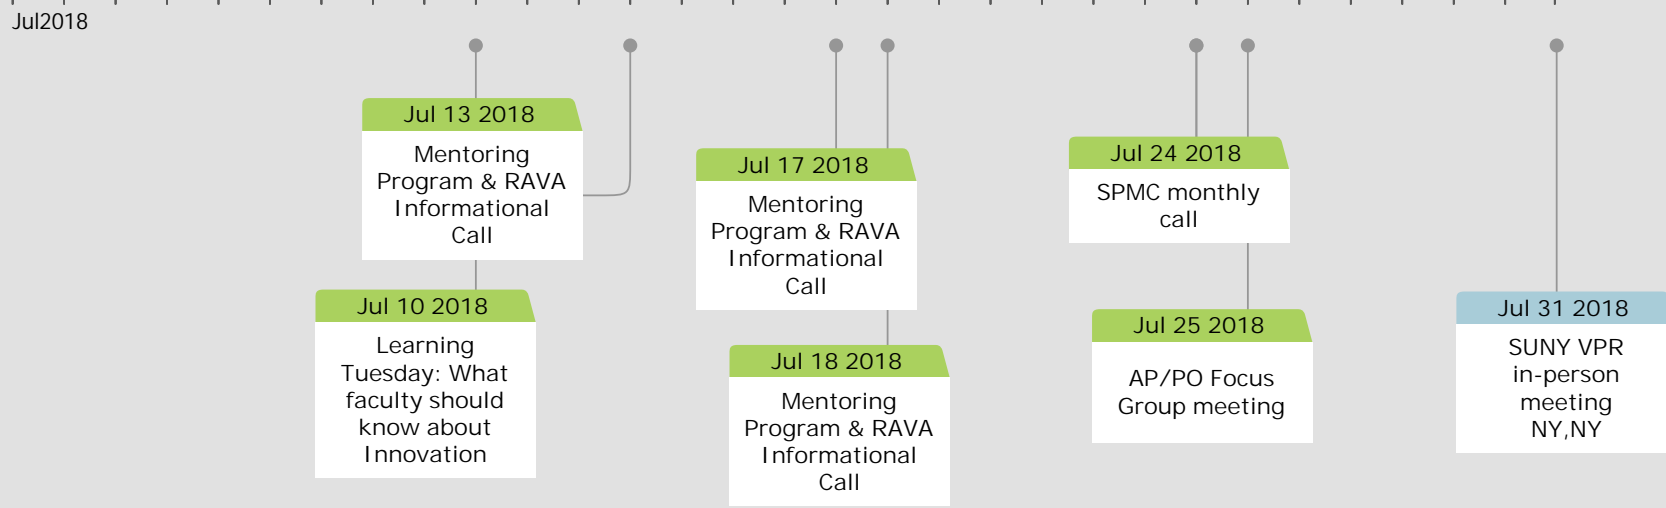 Jul2018
Jul 13 2018
Mentoring
Program & RAVA
Informational
Call
Jul 10 2018
Learning
Tuesday: What
faculty should
know about
Innovation
Jul 17 2018
Mentoring
Program & RAVA
Informational
Call
Jul 18 2018
Mentoring
Program & RAVA
Informational
Call
Jul 24 2018
SPMC monthly
call
Jul 25 2018
AP/PO Focus
Group meeting
Jul 31 2018
SUNY VPR
in-person
meeting
NY,NY